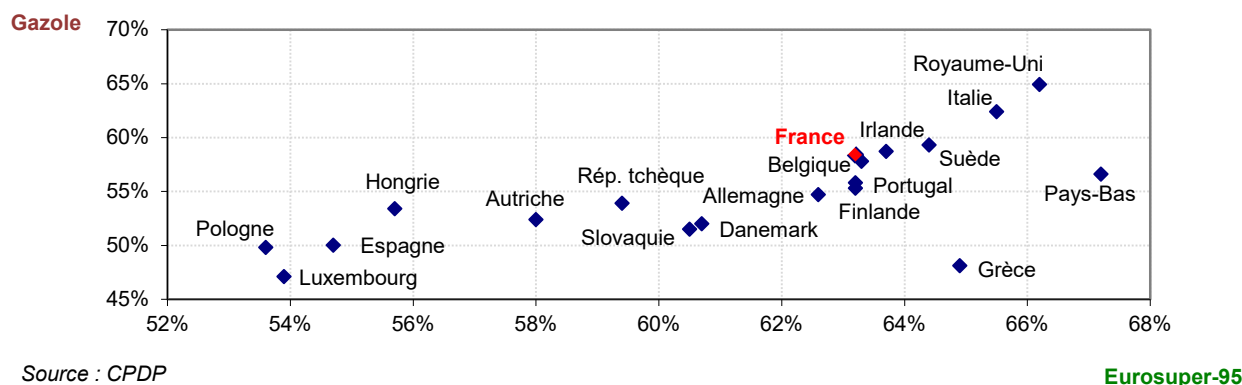 Gazole
70%
65%
60%
55%
50%
45%
Royaume-Uni
Italie
France
Irlande
Belgique
Suède
Rép. tchèque
Hongrie
Autriche
Allemagne
Portugal
Pays-Bas
Finlande
Pologne
Espagne
Slovaquie
Danemark
Luxembourg
Grèce
52%
54%
56%
58%
60%
62%
64%
66%
68%
Source : CPDP
Eurosuper-95